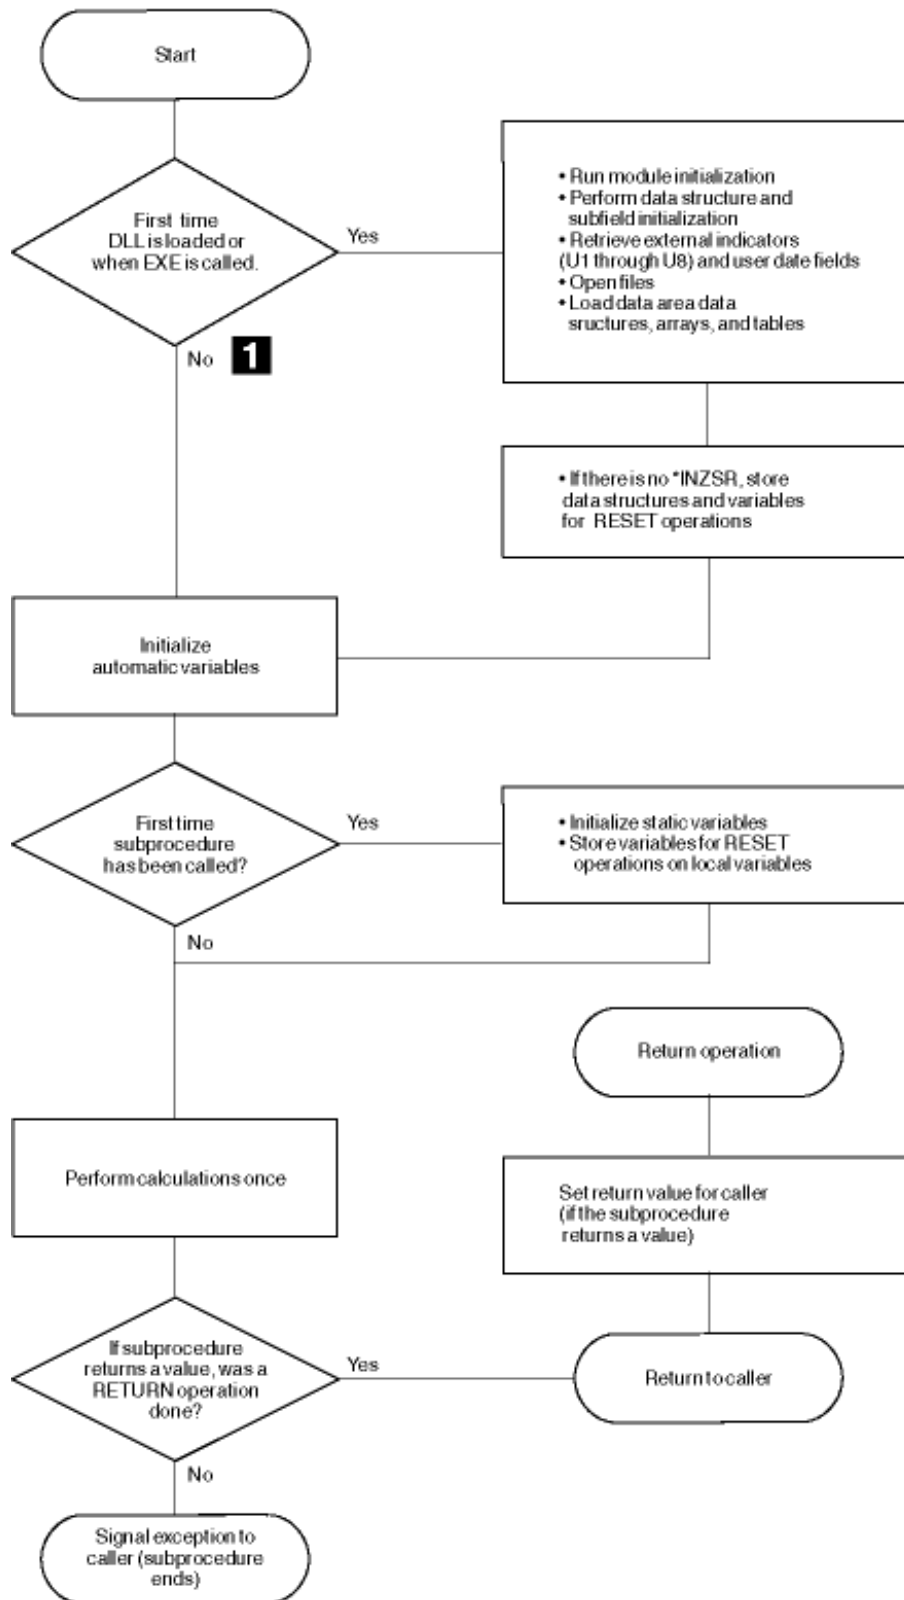 Start
First time
DLL is loaded or
when EXE is called.
Yes
• Run module initialization
• Perform data structure and
subfield initialization
• Retrieve external indicators
(U1 through U8) and user date fields
• Open files
• Load data area data
sructures, arrays, and tables
No 1
• If there is no *INZSR, store
data structures and variables
for RESET operations
Initialize
automatic variables
First time
subprocedure
has been called?
Yes
• Initialize static variables
• Store variables for RESET
operations on local variables
No
Return operation
Perform calculations once
Set return value for caller
(if the subprocedure
returns a value)
If subprocedure
returns a value, was a
RETURN operation
done?
Yes
Return to caller
No
Signal exception to
caller (subprocedure
ends)